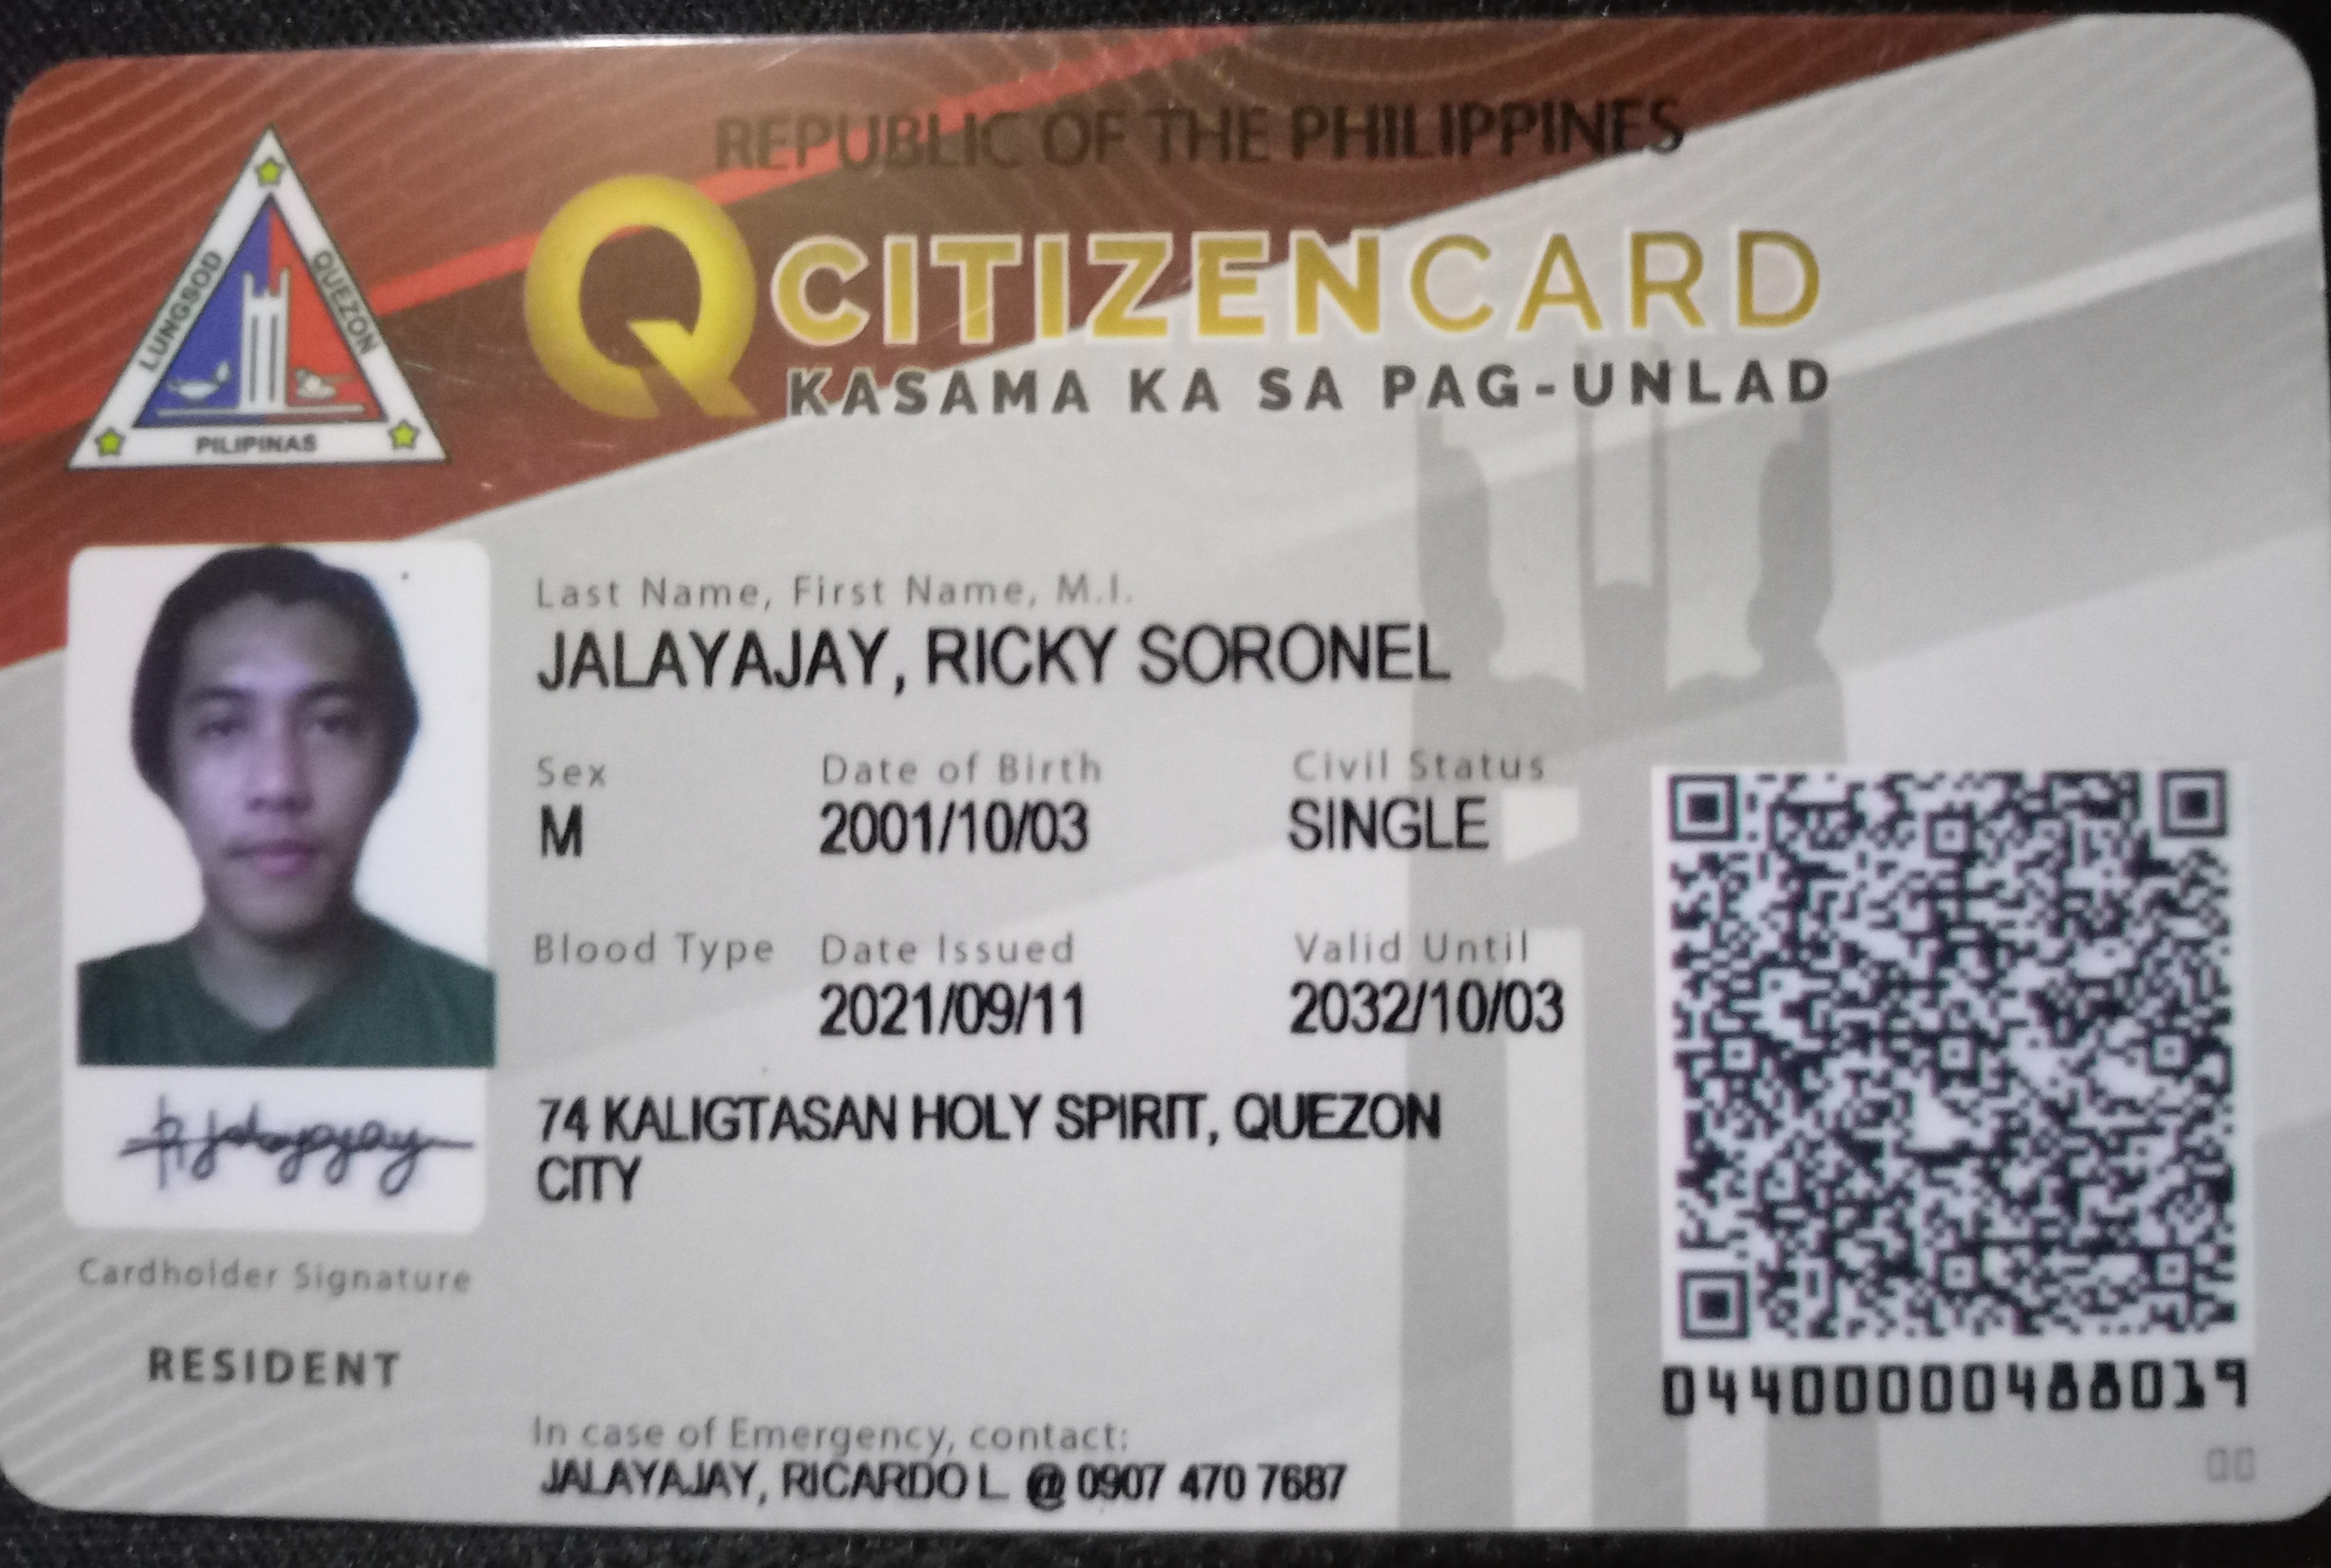 REPUBLIC OF THE PHILIPPINES
QCITIZENCARD
KASAMA KA SA PAG-UNLAD
LUNGSOD QUEZON
PILIPINAS
Last Name, First Name, M.I.
JALAYAJAY, RICKY SORONEL
Sex Date of Birth Civil Status
M 2001/10/03 SINGLE
Blood Type Date Issued Valid Until
2021/09/11 2032/10/03
74 KALIGTASAN HOLY SPIRIT, QUEZON
CITY
R Jalayajay
Cardholder Signature
RESIDENT
04400000488019
In case of Emergency, contact:
JALAYAJAY, RICARDO L. @ 0907 470 7687